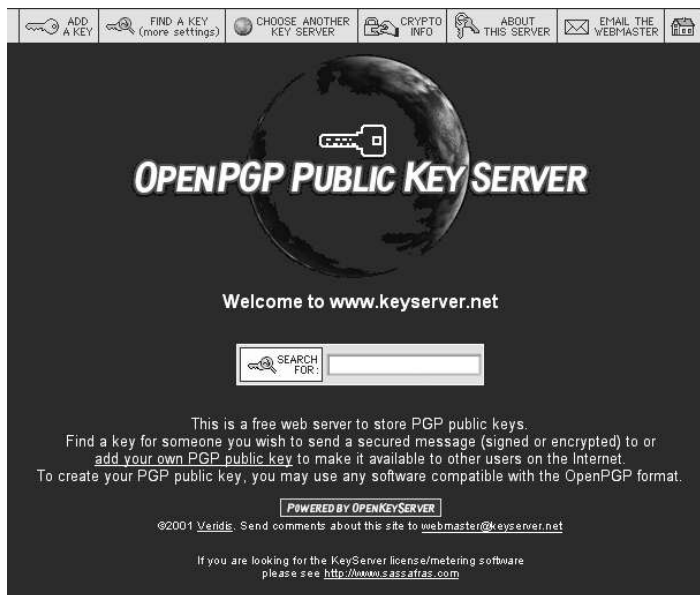 ADD A KEY
FIND A KEY (more settings)
CHOOSE ANOTHER KEY SERVER
CRYPTO INFO
ABOUT THIS SERVER
EMAIL THE WEBMASTER
OPENPGP PUBLIC KEY SERVER
Welcome to www.keyserver.net
SEARCH FOR:
This is a free web server to store PGP public keys.
Find a key for someone you wish to send a secured message (signed or encrypted) to or
add your own PGP public key to make it available to other users on the Internet.
To create your PGP public key, you may use any software compatible with the OpenPGP format.
POWERED BY OPENKEYSERVER
©2001 Veridis. Send comments about this site to webmaster@keyserver.net
If you are looking for the KeyServer license/metering software
please see http://www.sassafras.com